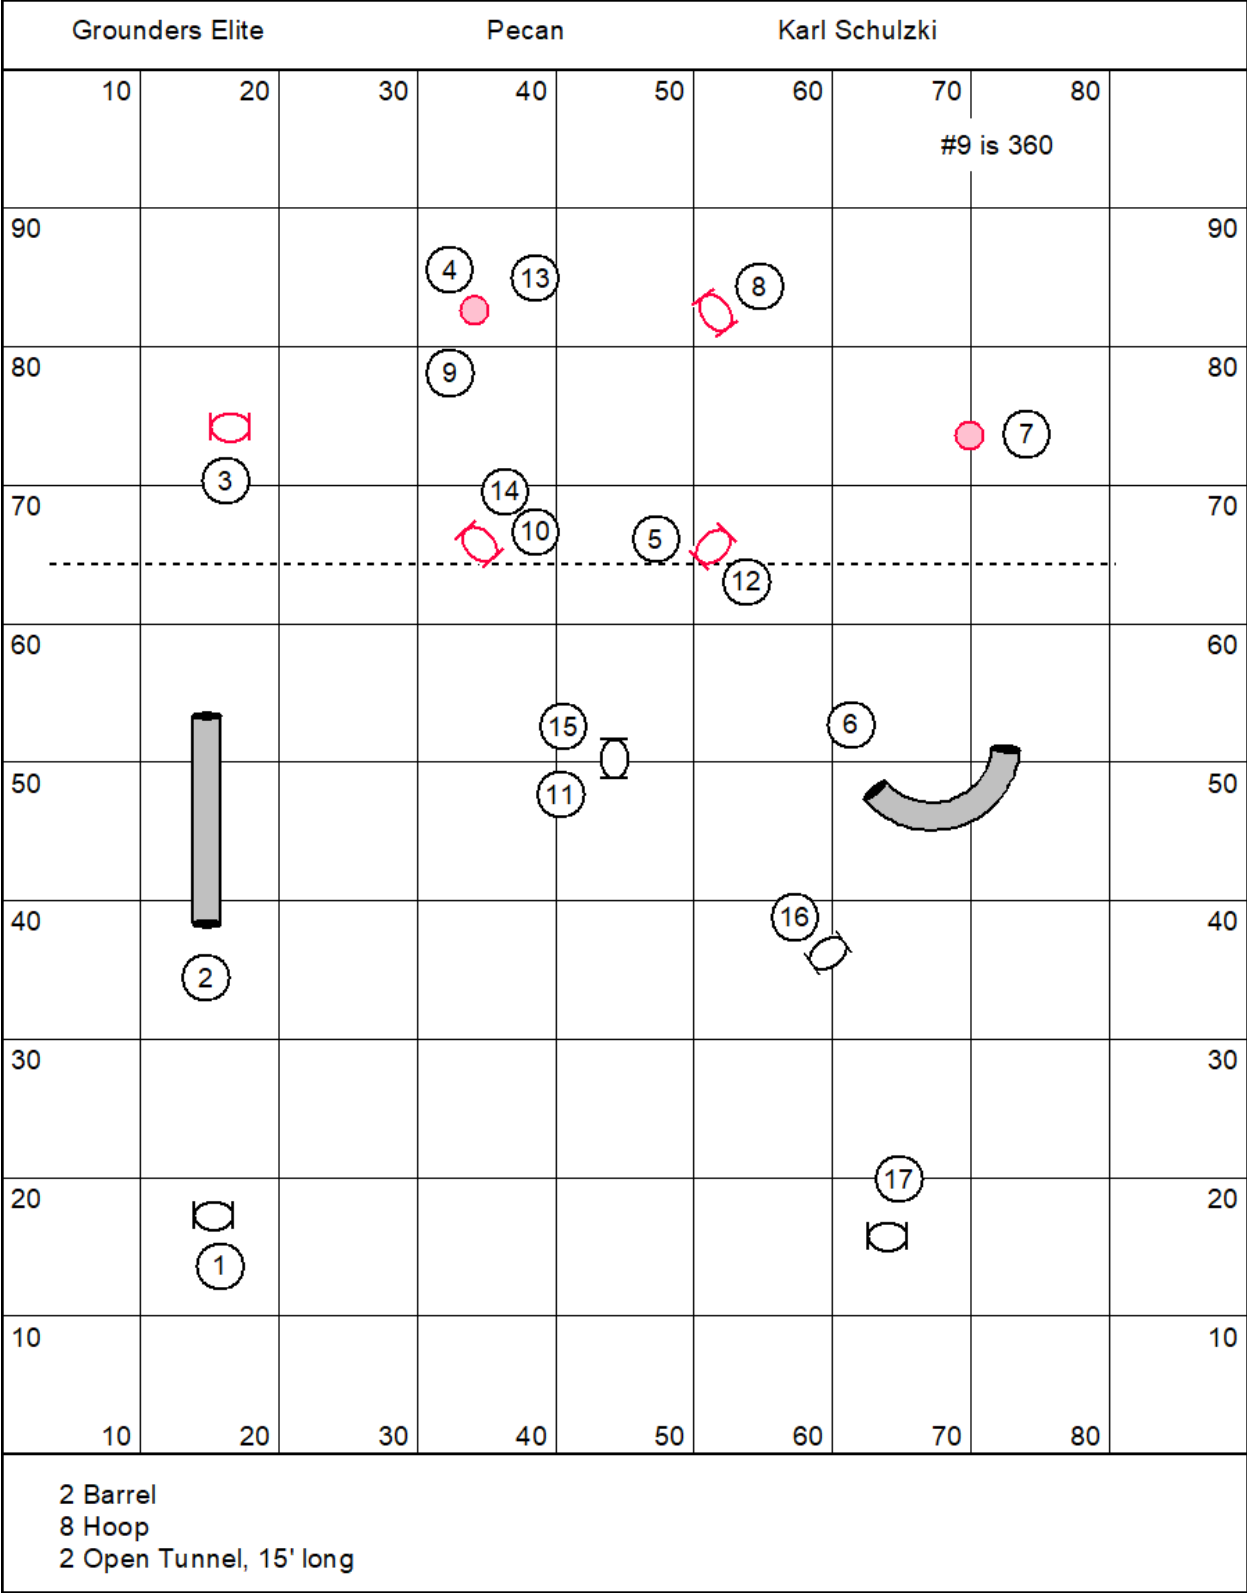 Grounders Elite Pecan Karl Schulzki
10 20 30 40 50 60 70 80
#9 is 360
90 90
4 13 8
80 80
9
7
3
70 14 70
10 5
12
60 60
15 6
50 11 50
40 16 40
2
30 30
17
20 20
1
10 10
10 20 30 40 50 60 70 80
2 Barrel
8 Hoop
2 Open Tunnel, 15' long